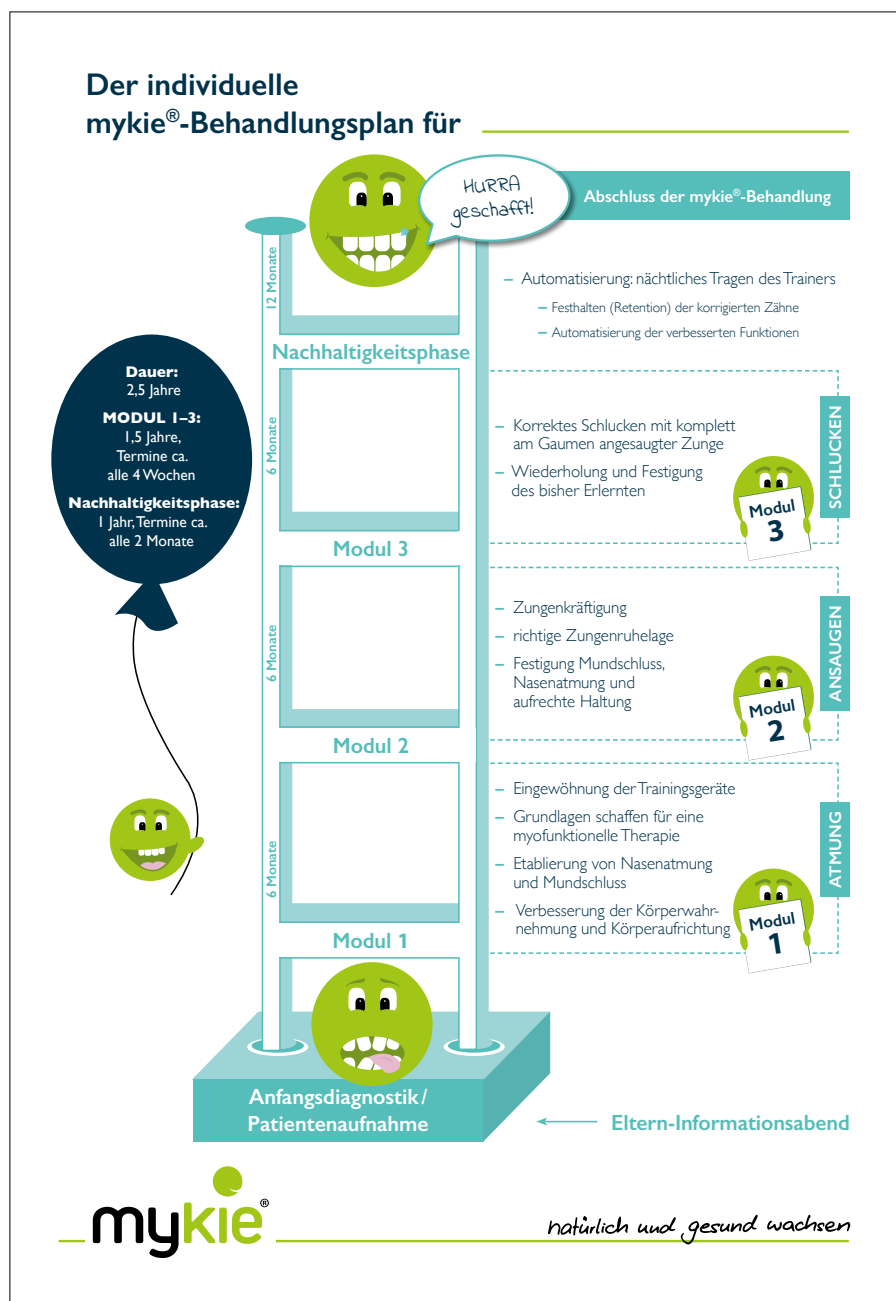 Der individuelle
mykie®-Behandlungsplan für
HURRA
geschafft!
Abschluss der mykie®-Behandlung
12 Monate
– Automatisierung: nächtliches Tragen des Trainers
– Festhalten (Retention) der korrigierten Zähne
– Automatisierung der verbesserten Funktionen
Nachhaltigkeitsphase
Dauer:
2,5 Jahre
MODUL 1–3:
1,5 Jahre,
Termine ca.
alle 4 Wochen
Nachhaltigkeitsphase:
1 Jahr, Termine ca.
alle 2 Monate
6 Monate
– Korrektes Schlucken mit komplett
am Gaumen angesaugter Zunge
– Wiederholung und Festigung
des bisher Erlernten
Modul
3
SCHLUCKEN
Modul 3
6 Monate
– Zungenkräftigung
– richtige Zungenruhelage
– Festigung Mundschluss,
Nasenatmung und
aufrechte Haltung
Modul
2
ANSAUGEN
Modul 2
6 Monate
– Eingewöhnung der Trainingsgeräte
– Grundlagen schaffen für eine
myofunktionelle Therapie
– Etablierung von Nasenatmung
und Mundschluss
– Verbesserung der Körperwahr-
nehmung und Körperaufrichtung
Modul
1
ATMUNG
Modul 1
Anfangsdiagnostik /
Patientenaufnahme
Eltern-Informationsabend
mykie®
natürlich und gesund wachsen